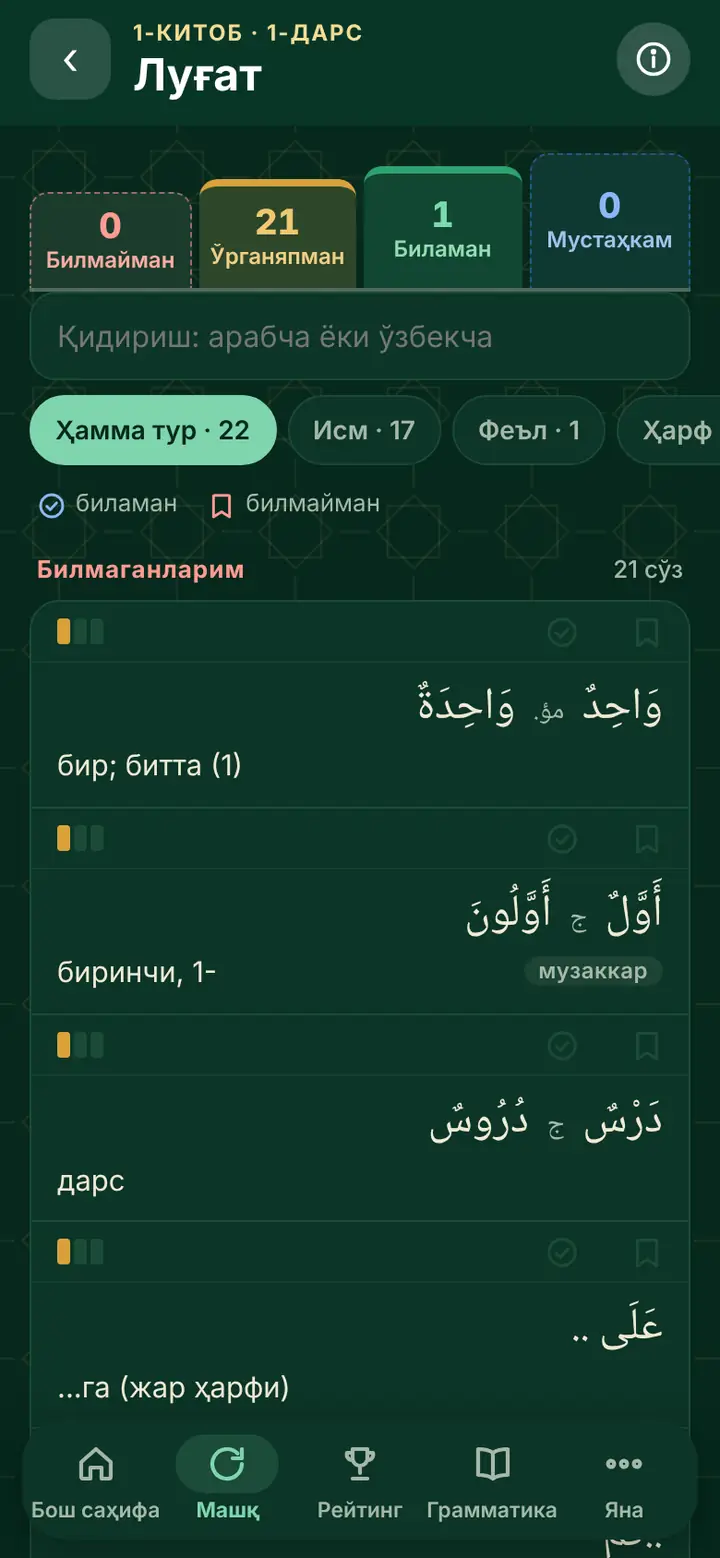 1-КИТОБ · 1-ДАРС
Луғат
0
Билмайман
21
Ўрганяпман
1
Биламан
0
Мустаҳкам
Қидириш: арабча ёки ўзбекча
Ҳамма тур · 22
Исм · 17
Феъл · 1
Ҳарф
биламан
билмайман
Билмаганларим
21 сўз
وَاحِدٌ مؤ. وَاحِدَةٌ
бир; битта (1)
أَوَّلٌ ج أَوَّلُونَ
биринчи, 1-
музаккар
دَرْسٌ ج دُرُوسٌ
дарс
عَلَى ..
...га (жар ҳарфи)
Бош саҳифа
Машқ
Рейтинг
Грамматика
Яна